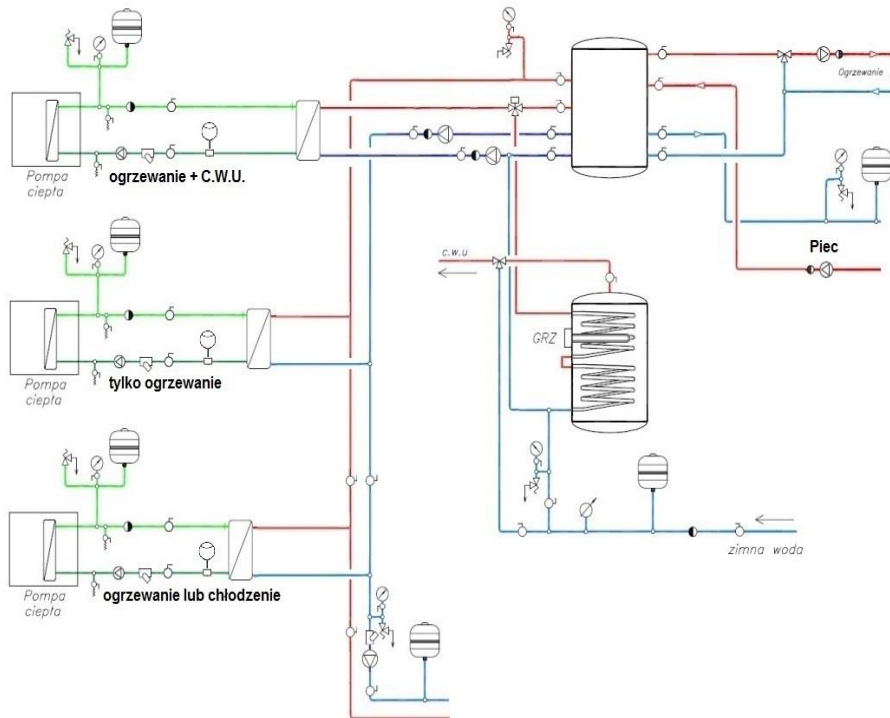 Ogrzewanie
ogrzewanie + C.W.U.
Pompa
ciepła
Piec
c.w.u
GRZ
Pompa
ciepła
tylko ogrzewanie
zimna woda
Pompa
ciepła
ogrzewanie lub chłodzenie